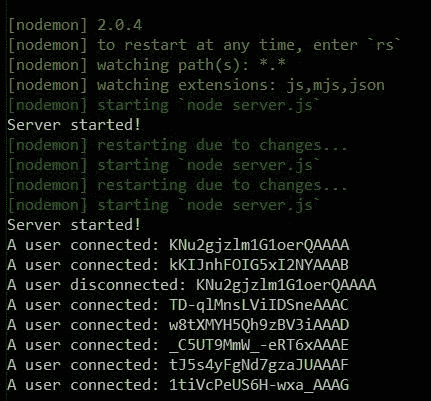 [nodemon] 2.0.4
[nodemon] to restart at any time, enter `rs`
[nodemon] watching path(s): *.*
[nodemon] watching extensions: js,mjs,json
[nodemon] starting `node server.js`
Server started!
[nodemon] restarting due to changes...
[nodemon] starting `node server.js`
[nodemon] restarting due to changes...
[nodemon] starting `node server.js`
Server started!
A user connected: KNu2gjzlm1G1oerQAAAA
A user connected: kKIJnhFOIG5xI2NYAAAB
A user disconnected: KNu2gjzlm1G1oerQAAAA
A user connected: TD-qlMnsLViIDSneAAAC
A user connected: w8tXMYH5Qh9zBV3iAAAD
A user connected: _C5UT9MmW_-eRT6xAAAE
A user connected: tJ5s4yFgNd7gzaJUAAAF
A user connected: 1tiVcPeUS6H-wxa_AAAG